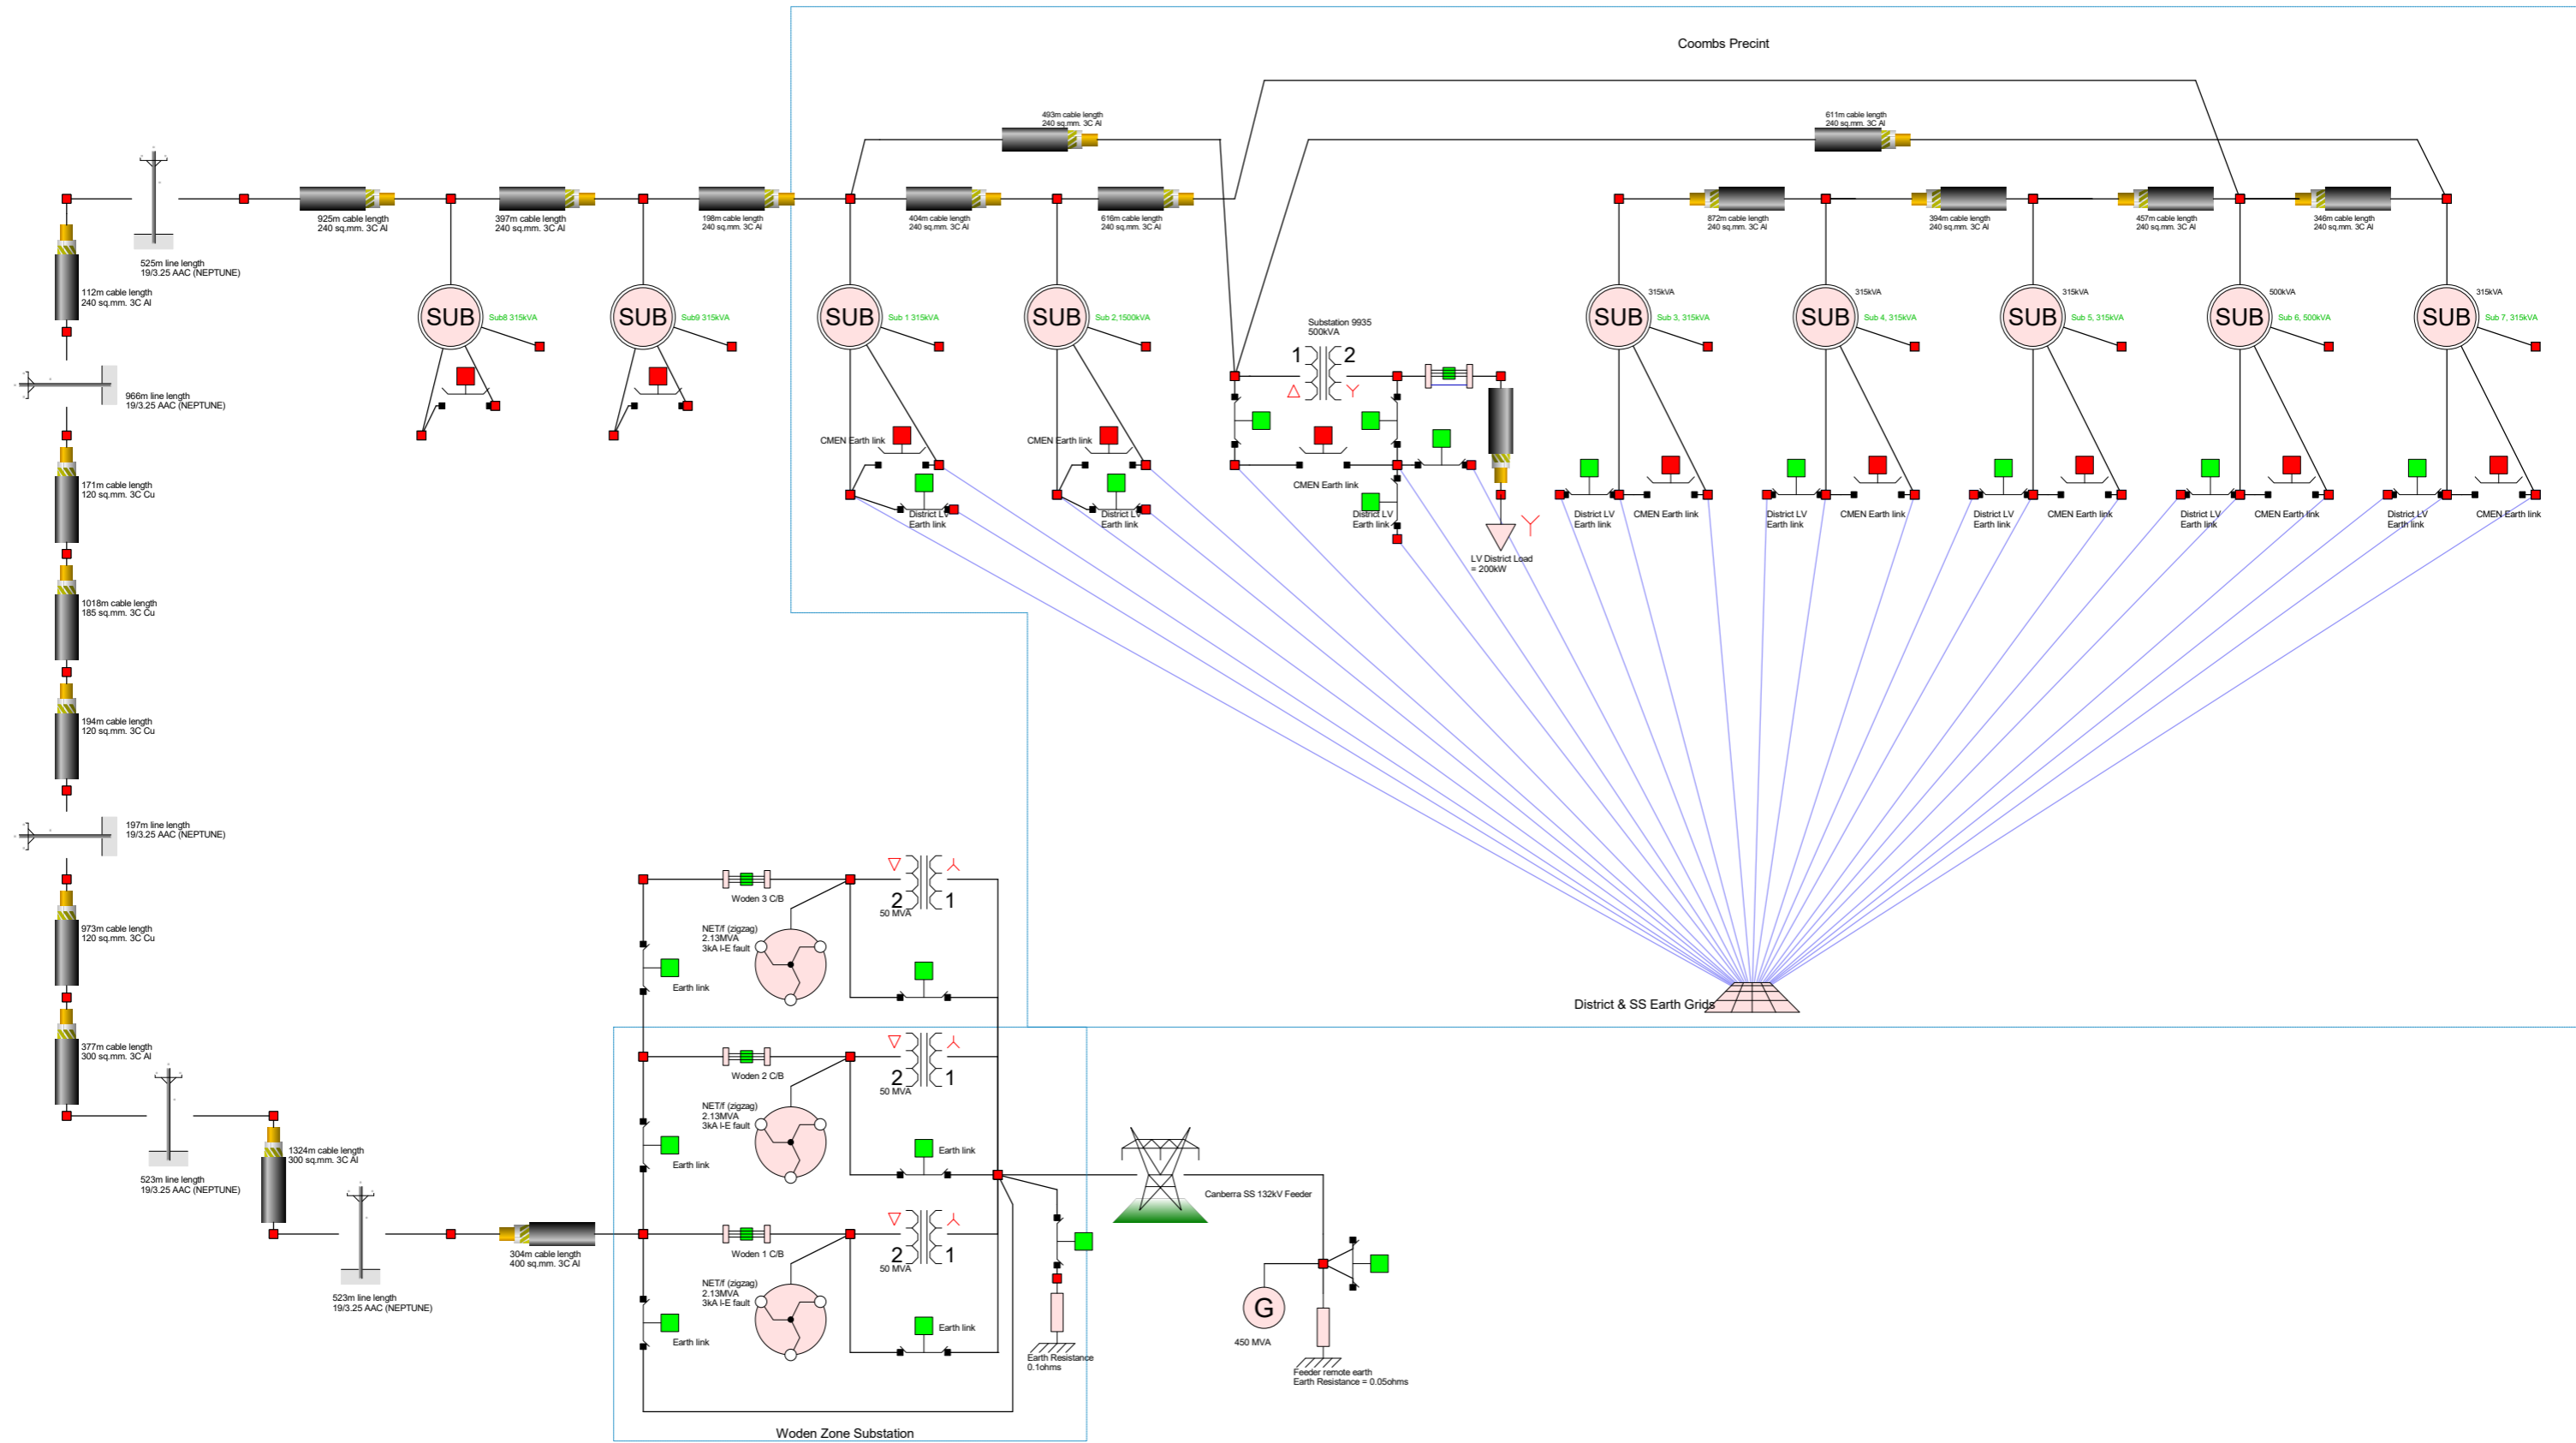 Coombs Precint
493m cable length
240 sq.mm. 3C Al
611m cable length
240 sq.mm. 3C Al
925m cable length
240 sq.mm. 3C Al
397m cable length
240 sq.mm. 3C Al
198m cable length
240 sq.mm. 3C Al
404m cable length
240 sq.mm. 3C Al
616m cable length
240 sq.mm. 3C Al
872m cable length
240 sq.mm. 3C Al
394m cable length
240 sq.mm. 3C Al
457m cable length
240 sq.mm. 3C Al
346m cable length
240 sq.mm. 3C Al
525m line length
19/3.25 AAC (NEPTUNE)
112m cable length
240 sq.mm. 3C Al
SUB
Sub8 315kVA
SUB
Sub9 315kVA
SUB
Sub 1 315kVA
SUB
Sub 2,1500kVA
Substation 9935
500kVA
1
2
315kVA
SUB
Sub 3, 315kVA
315kVA
SUB
Sub 4, 315kVA
315kVA
SUB
Sub 5, 315kVA
500kVA
SUB
Sub 6, 500kVA
315kVA
SUB
Sub 7, 315kVA
966m line length
19/3.25 AAC (NEPTUNE)
CMEN Earth link
District LV
Earth link
CMEN Earth link
District LV
Earth link
CMEN Earth link
District LV
Earth link
LV District Load
= 200kW
District LV
Earth link
CMEN Earth link
District LV
Earth link
CMEN Earth link
District LV
Earth link
CMEN Earth link
District LV
Earth link
CMEN Earth link
District LV
Earth link
CMEN Earth link
171m cable length
120 sq.mm. 3C Cu
1018m cable length
185 sq.mm. 3C Cu
194m cable length
120 sq.mm. 3C Cu
197m line length
19/3.25 AAC (NEPTUNE)
973m cable length
120 sq.mm. 3C Cu
377m cable length
300 sq.mm. 3C Al
523m line length
19/3.25 AAC (NEPTUNE)
1324m cable length
300 sq.mm. 3C Al
523m line length
19/3.25 AAC (NEPTUNE)
304m cable length
400 sq.mm. 3C Al
Woden 3 C/B
2
1
50 MVA
NET/f (zigzag)
2.13MVA
3kA l-E fault
Earth link
District & SS Earth Grids
Woden 2 C/B
2
1
50 MVA
NET/f (zigzag)
2.13MVA
3kA l-E fault
Earth link
Earth link
Woden 1 C/B
2
1
50 MVA
NET/f (zigzag)
2.13MVA
3kA l-E fault
Earth link
Earth link
Canberra SS 132kV Feeder
G
450 MVA
Earth Resistance
0.1ohms
Feeder remote earth
Earth Resistance = 0.05ohms
Woden Zone Substation